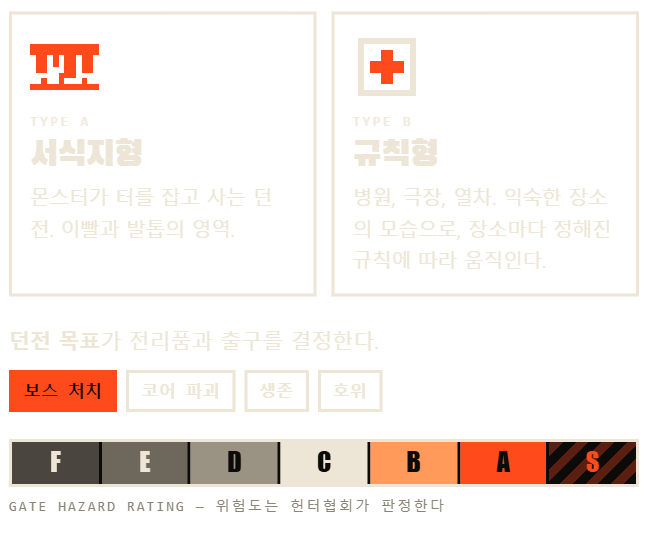 TYPE A
서식지형
몬스터가 터를 잡고 사는 던
전. 이빨과 발톱의 영역.
TYPE B
규칙형
병원, 극장, 열차. 익숙한 장소
의 모습으로, 장소마다 정해진
규칙에 따라 움직인다.
던전 목표가 전리품과 출구를 결정한다.
보스 처치 코어 파괴 생존 호위
F E D C B A S
GATE HAZARD RATING — 위험도는 헌터협회가 판정한다